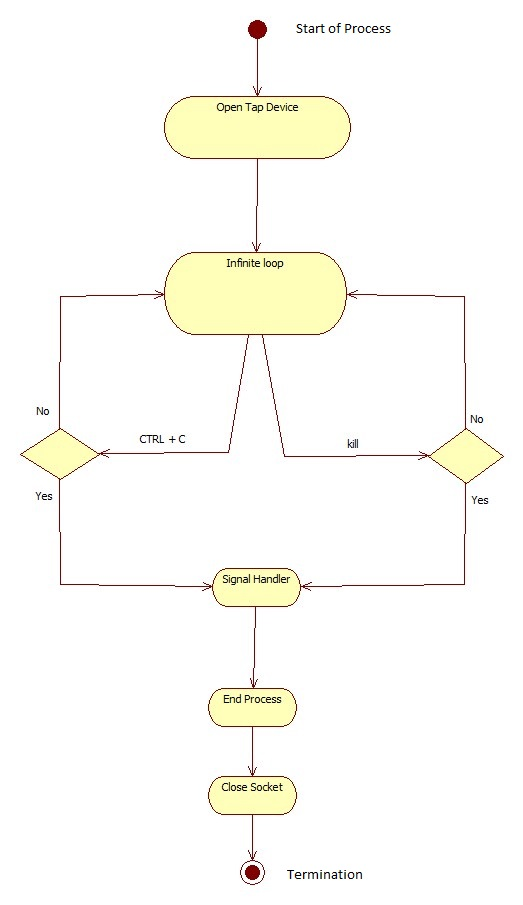 Start of Process
Open Tap Device
Infinite loop
No
No
CTRL + C
kill
Yes
Yes
Signal Handler
End Process
Close Socket
Termination